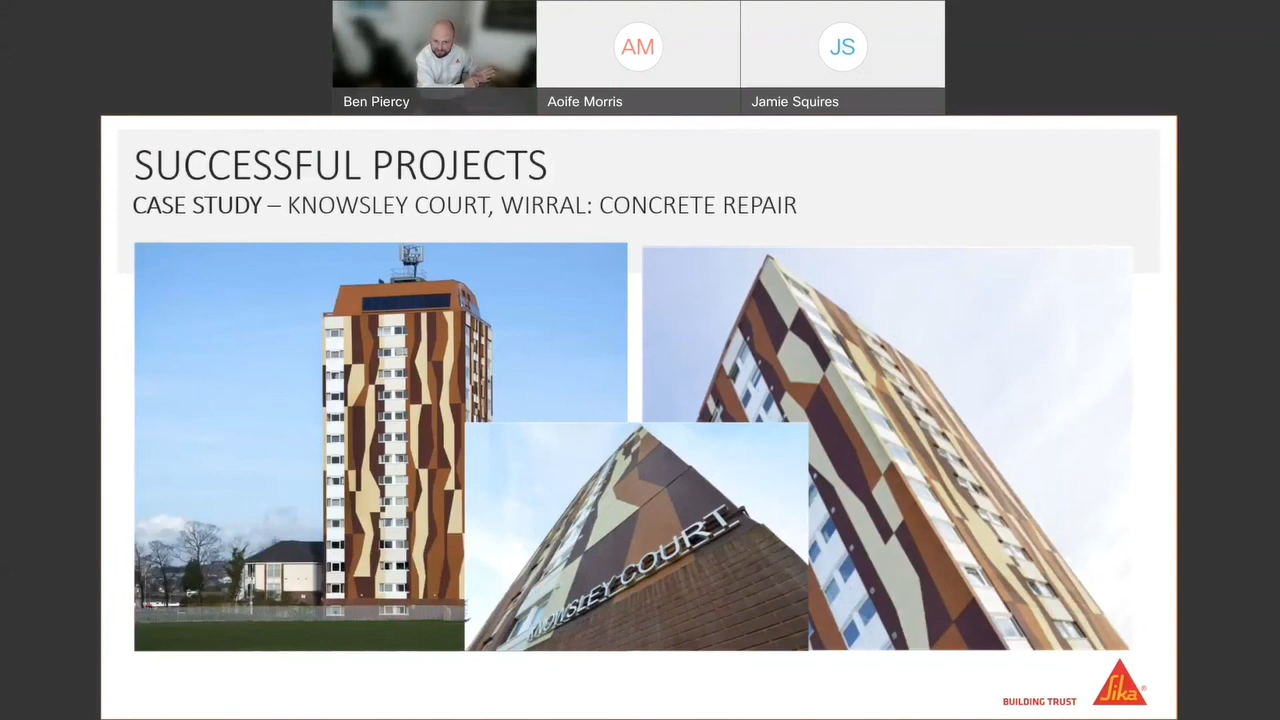 AM
JS
Ben Piercy
Aoife Morris
Jamie Squires
SUCCESSFUL PROJECTS
CASE STUDY – KNOWSLEY COURT, WIRRAL: CONCRETE REPAIR
KNOWSLEY COURT
BUILDING TRUST
Sika®